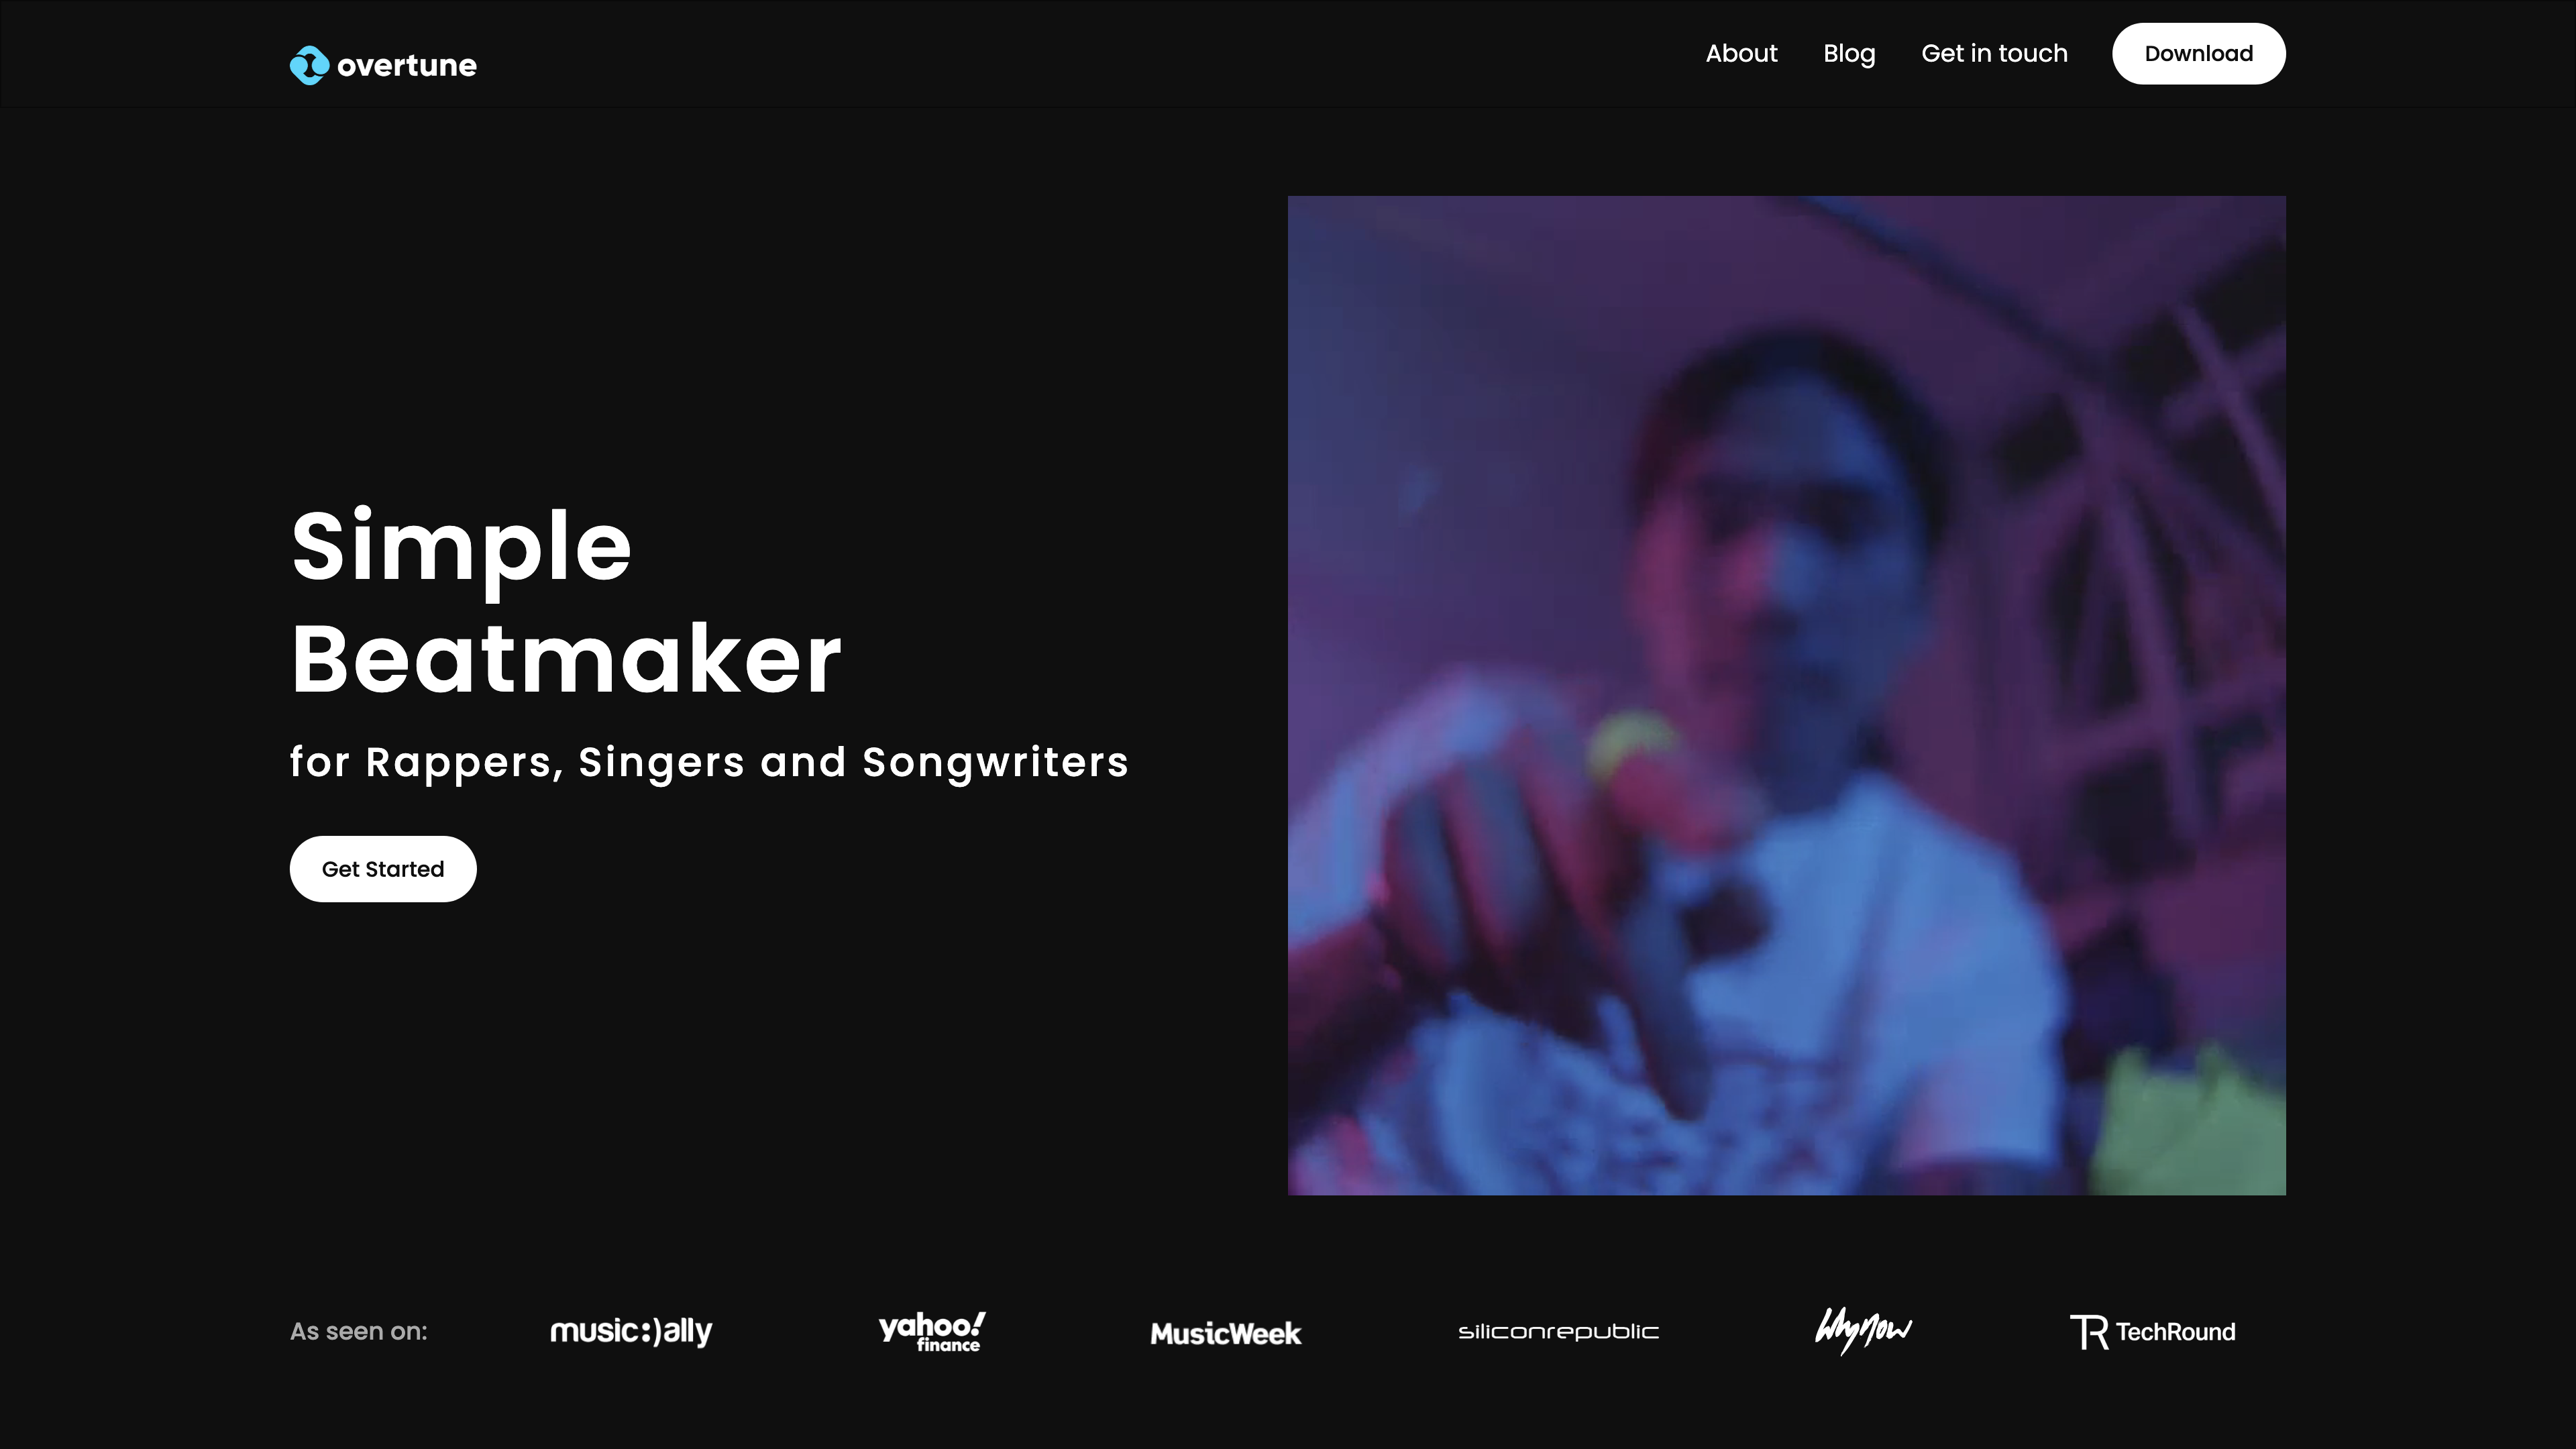 overtune
About
Blog
Get in touch
Download
Simple
Beatmaker
for Rappers, Singers and Songwriters
Get Started
As seen on:
music:)ally
yahoo!
finance
MusicWeek
siliconrepublic
Whynow
TR TechRound